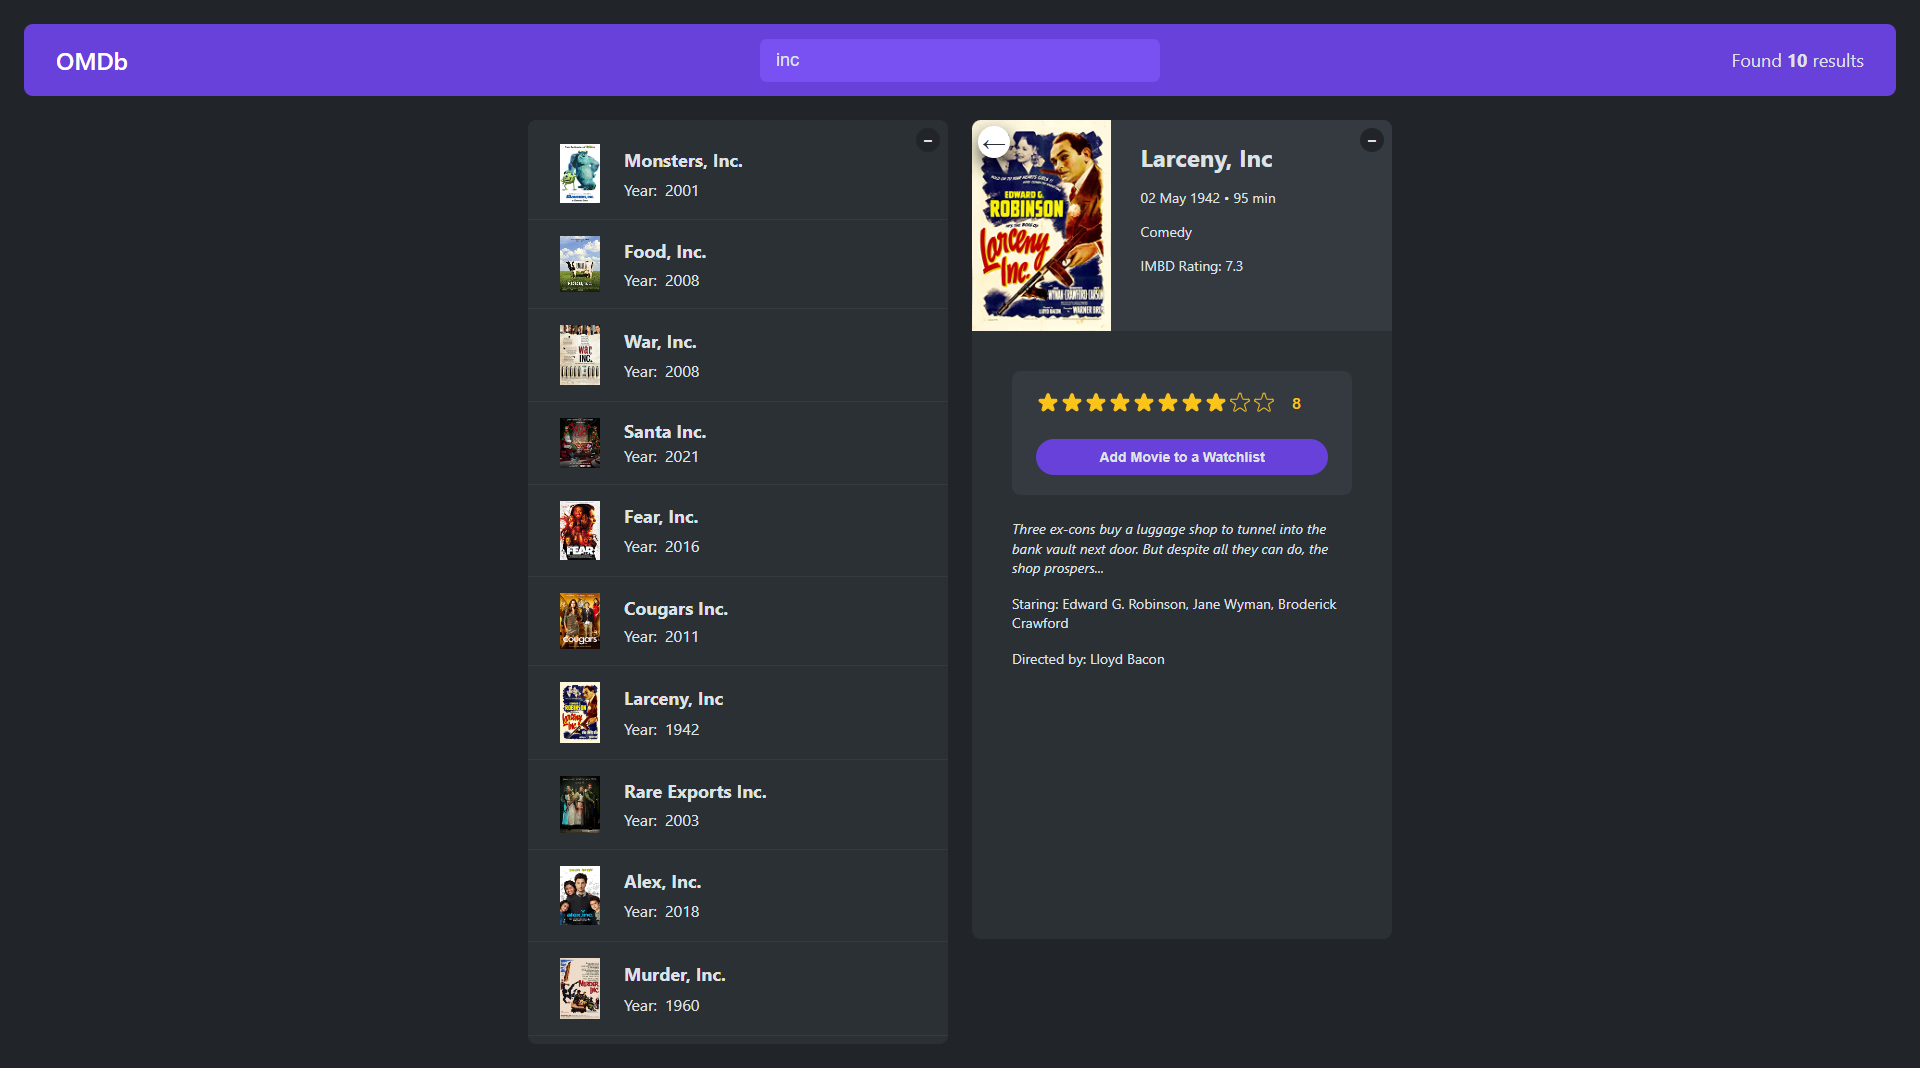 OMDb
inc
Found 10 results
Monsters, Inc.
Year: 2001
Food, Inc.
Year: 2008
War, Inc.
Year: 2008
Santa Inc.
Year: 2021
Fear, Inc.
Year: 2016
Cougars Inc.
Year: 2011
Larceny, Inc
Year: 1942
Rare Exports Inc.
Year: 2003
Alex, Inc.
Year: 2018
Murder, Inc.
Year: 1960
EDWARD G.
ROBINSON
Larceny
Inc.
Larceny, Inc
02 May 1942 • 95 min
Comedy
IMBD Rating: 7.3
8
Add Movie to a Watchlist
Three ex-cons buy a luggage shop to tunnel into the
bank vault next door. But despite all they can do, the
shop prospers...
Staring: Edward G. Robinson, Jane Wyman, Broderick
Crawford
Directed by: Lloyd Bacon